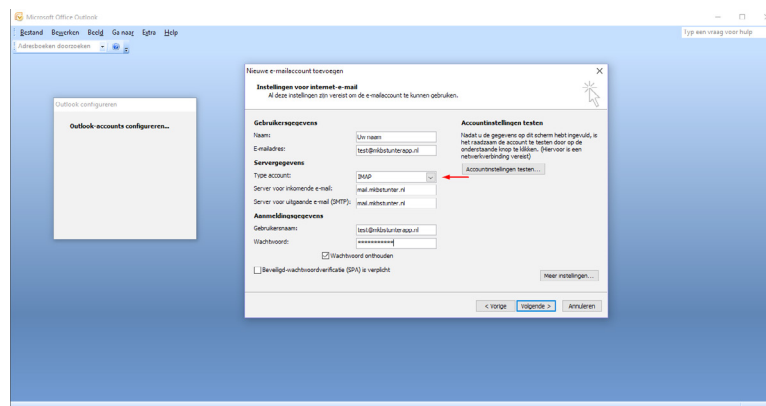 Microsoft Office Outlook
Bestand Bewerken Beeld Ga naar Extra Help
Typ een vraag voor hulp
Adresboeken doorzoeken
Outlook configureren
Outlook-accounts configureren...
Nieuwe e-mailaccount toevoegen
Instellingen voor internet-e-mail
Al deze instellingen zijn vereist om de e-mailaccount te kunnen gebruiken.
Gebruikersgegevens
Naam: Uw naam
E-mailadres: test@mkbstunterapp.nl
Servergegevens
Type account: IMAP
Server voor inkomende e-mail: mail.mkbstunter.nl
Server voor uitgaande e-mail (SMTP): mail.mkbstunter.nl
Aanmeldingsgegevens
Gebruikersnaam: test@mkbstunterapp.nl
Wachtwoord: ***********
Wachtwoord onthouden
Beveiligd-wachtwoordverificatie (SPA) is verplicht
Accountinstellingen testen
Nadat u de gegevens op dit scherm hebt ingevuld, is
het raadzaam de account te testen door op de
onderstaande knop te klikken. (Hiervoor is een
netwerkverbinding vereist)
Accountinstellingen testen...
Meer instellingen...
< Vorige Volgende > Annuleren